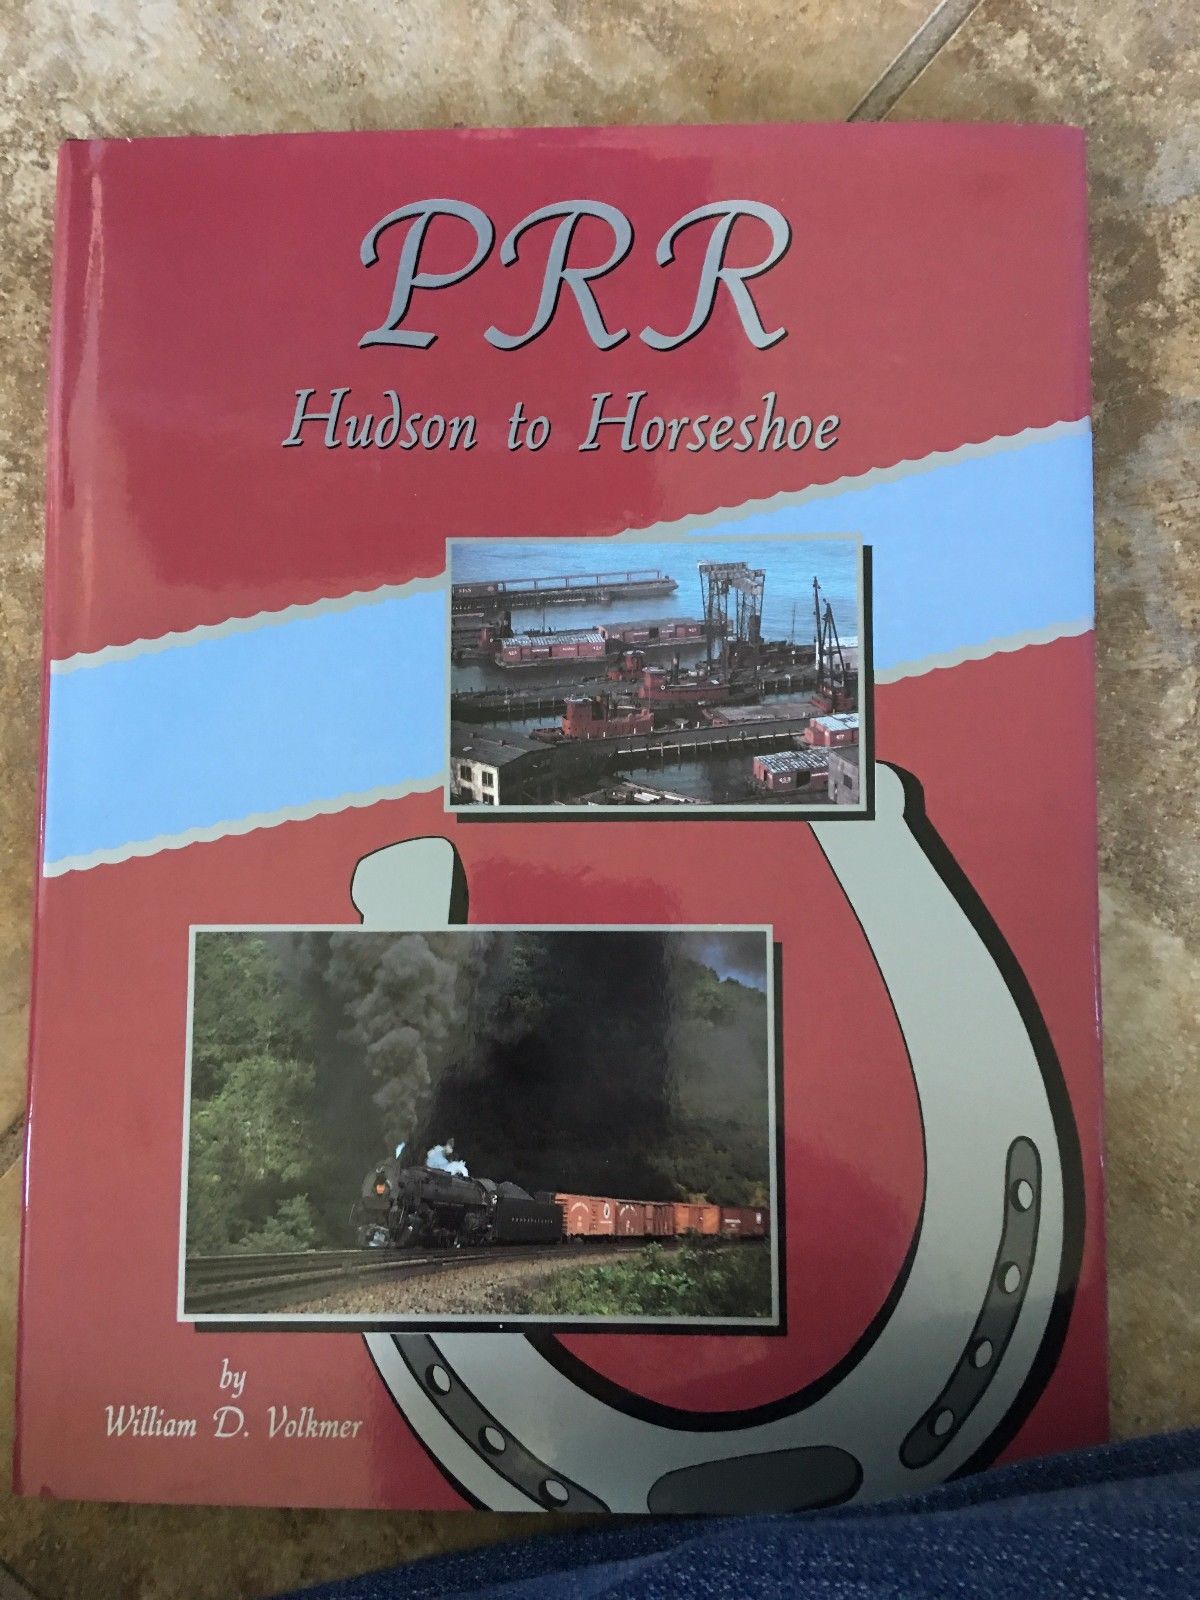 PRR
Hudson to Horseshoe
by
William D. Volkmer